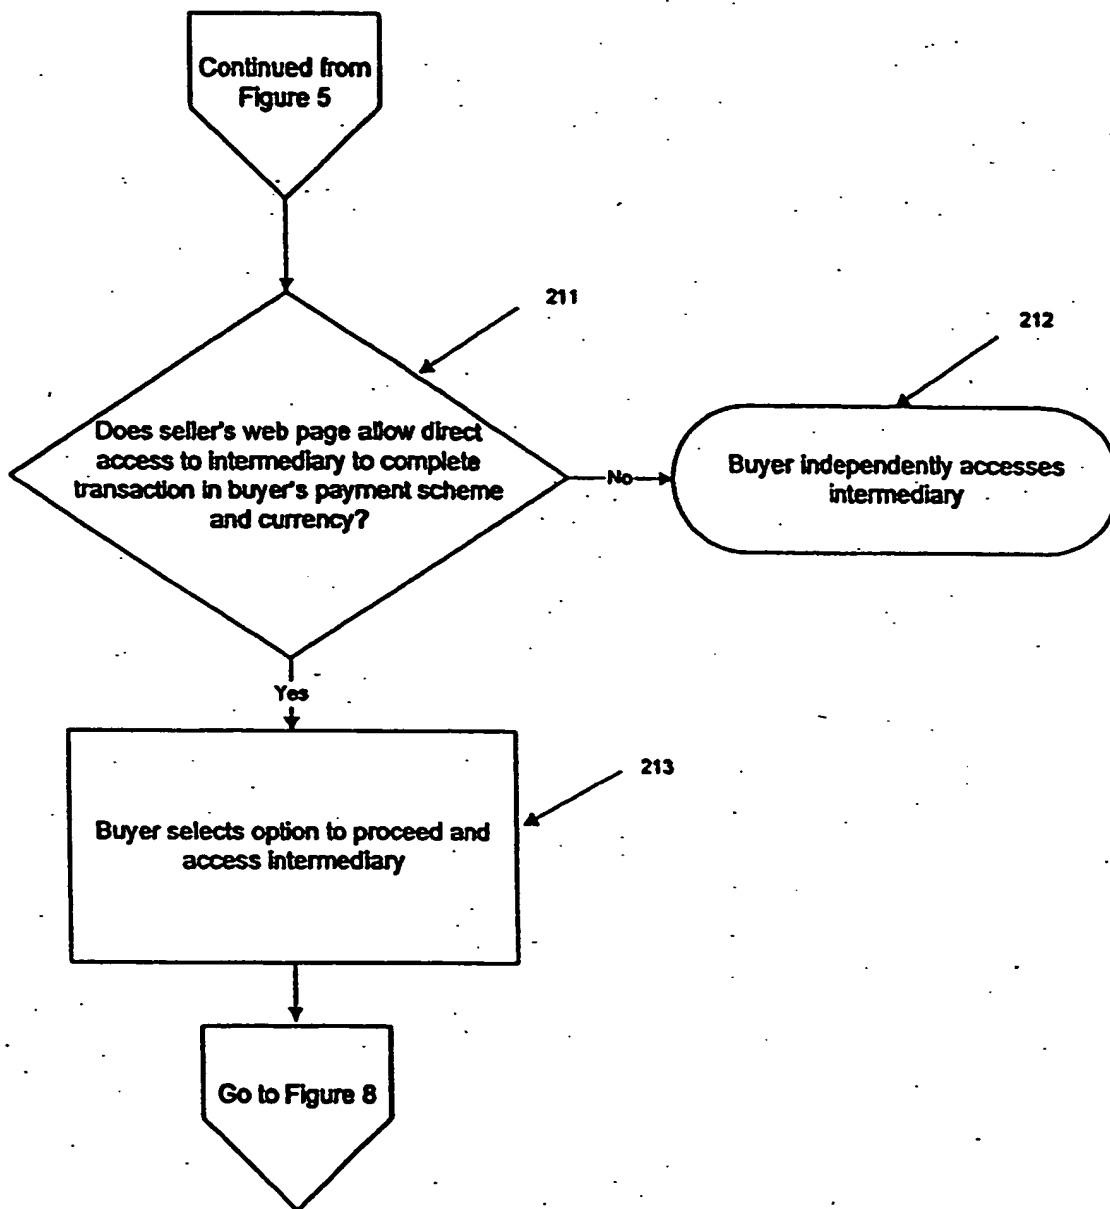 Continued from
Figure 5
211
212
Does seller's web page allow direct
access to intermediary to complete
transaction in buyer's payment scheme
and currency?
No
Buyer independently accesses
intermediary
Yes
213
Buyer selects option to proceed and
access intermediary
Go to Figure 8